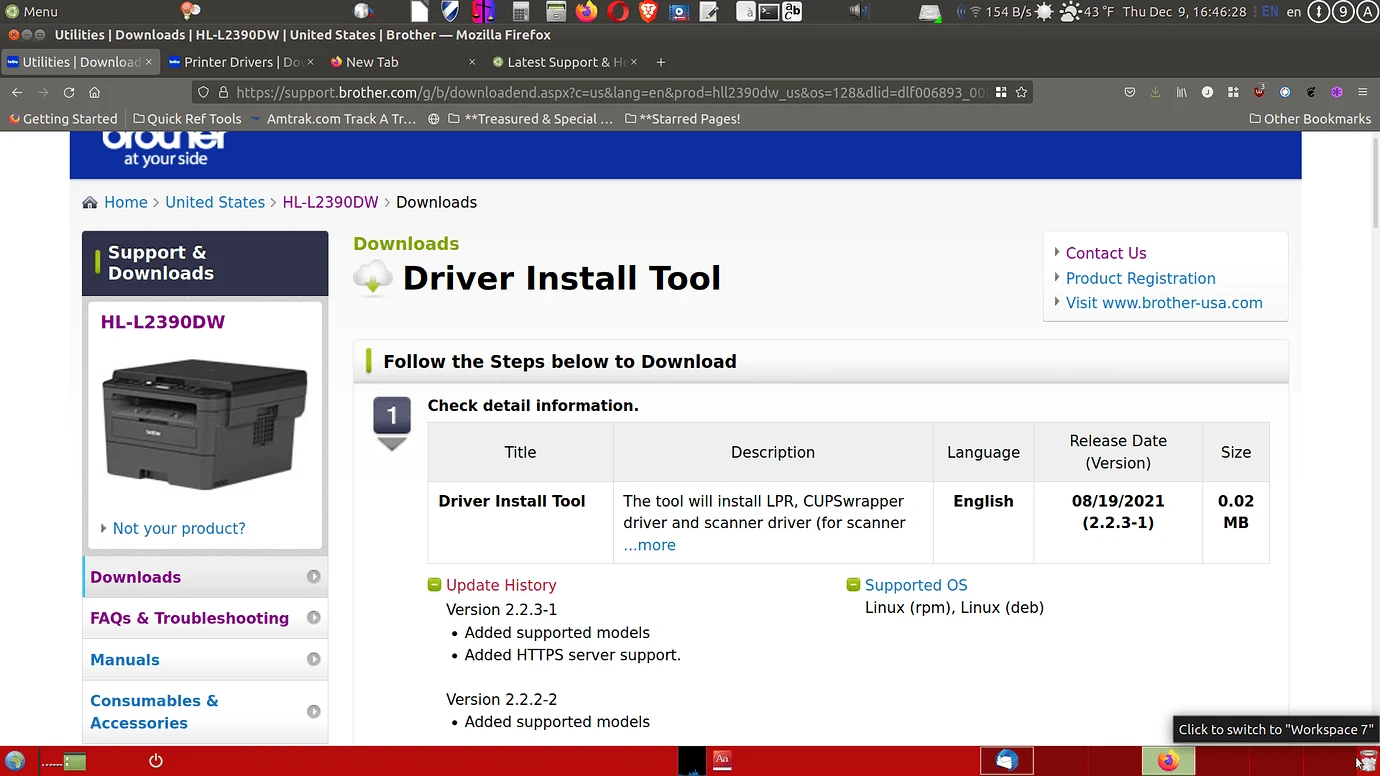 Menu
154 B/s
43 °F
Thu Dec 9, 16:46:28
EN
en
9
A
Utilities | Downloads | HL-L2390DW | United States | Brother — Mozilla Firefox
Utilities | Download
Printer Drivers | Do
New Tab
Latest Support & He
https://support.brother.com/g/b/downloadend.aspx?c=us&lang=en&prod=hll2390dw_us&os=128&dlid=dlf006893_00
Getting Started
Quick Ref Tools
Amtrak.com Track A Tr…
**Treasured & Special …
**Starred Pages!
Other Bookmarks
brother
at your side
Home > United States > HL-L2390DW > Downloads
Support &
Downloads
HL-L2390DW
brother
Not your product?
Downloads
FAQs & Troubleshooting
Manuals
Consumables &
Accessories
Downloads
Driver Install Tool
Contact Us
Product Registration
Visit www.brother-usa.com
Follow the Steps below to Download
1
Check detail information.
Title
Description
Language
Release Date
(Version)
Size
Driver Install Tool
The tool will install LPR, CUPSwrapper
driver and scanner driver (for scanner
...more
English
08/19/2021
(2.2.3-1)
0.02
MB
Update History
Version 2.2.3-1
• Added supported models
• Added HTTPS server support.
Version 2.2.2-2
• Added supported models
Supported OS
Linux (rpm), Linux (deb)
Click to switch to "Workspace 7"
Aa